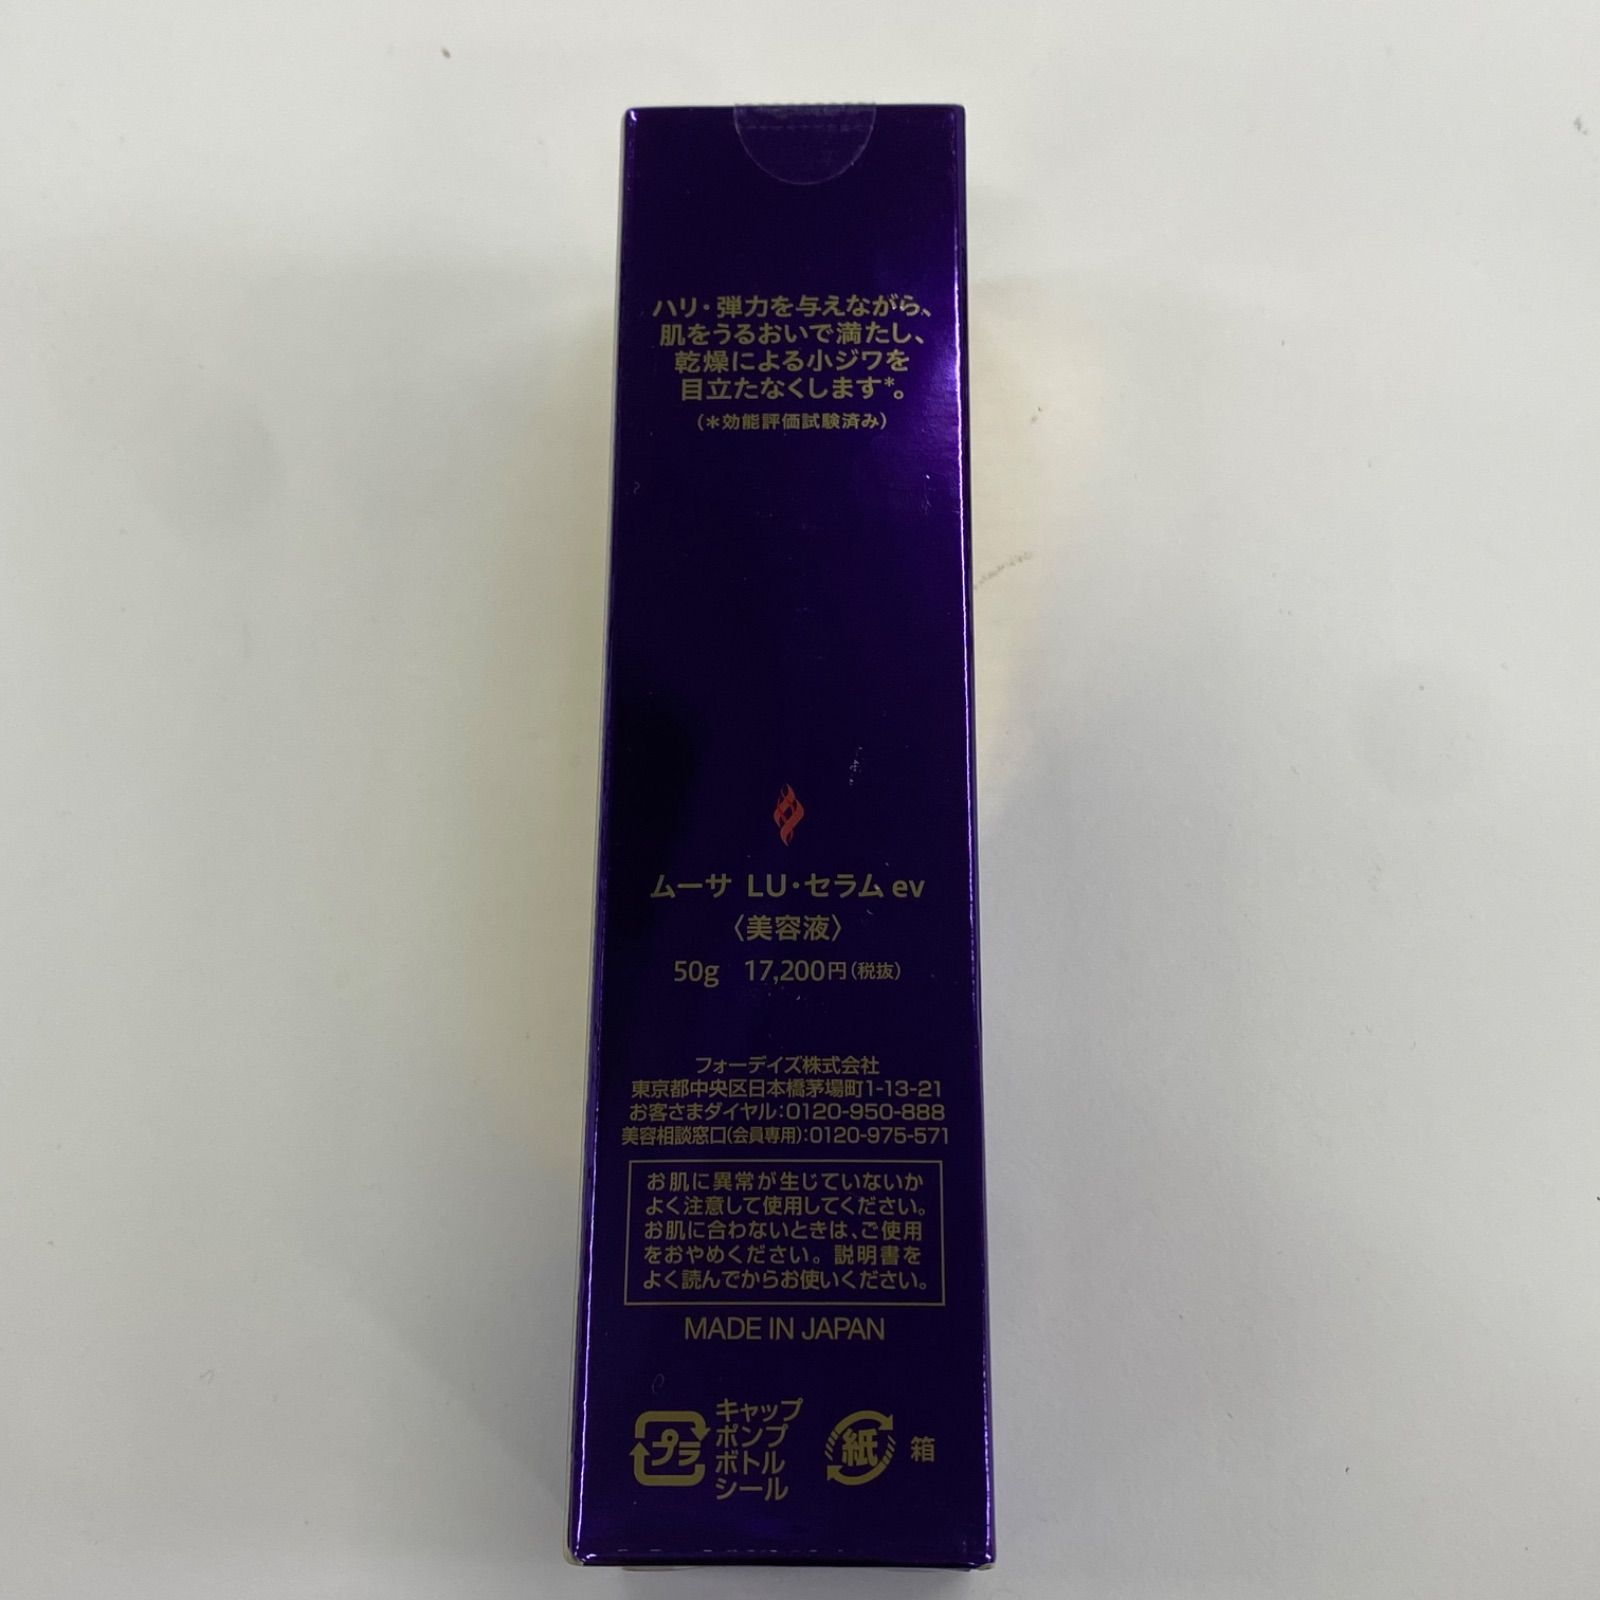 ハリ・弾力を与えながら、
肌をうるおいで満たし、
乾燥による小ジワを
目立たなくします*。
(*効能評価試験済み)
ムーサ LU・セラム ev
〈美容液〉
50g 17,200円(税抜)
フォーデイズ株式会社
東京都中央区日本橋茅場町1-13-21
お客さまダイヤル:0120-950-888
美容相談窓口(会員専用):0120-975-571
お肌に異常が生じていないか
よく注意して使用してください。
お肌に合わないときは、ご使用
をおやめください。説明書を
よく読んでからお使いください。
MADE IN JAPAN
プラ
キャップ
ポンプ
ボトル
シール
紙 箱